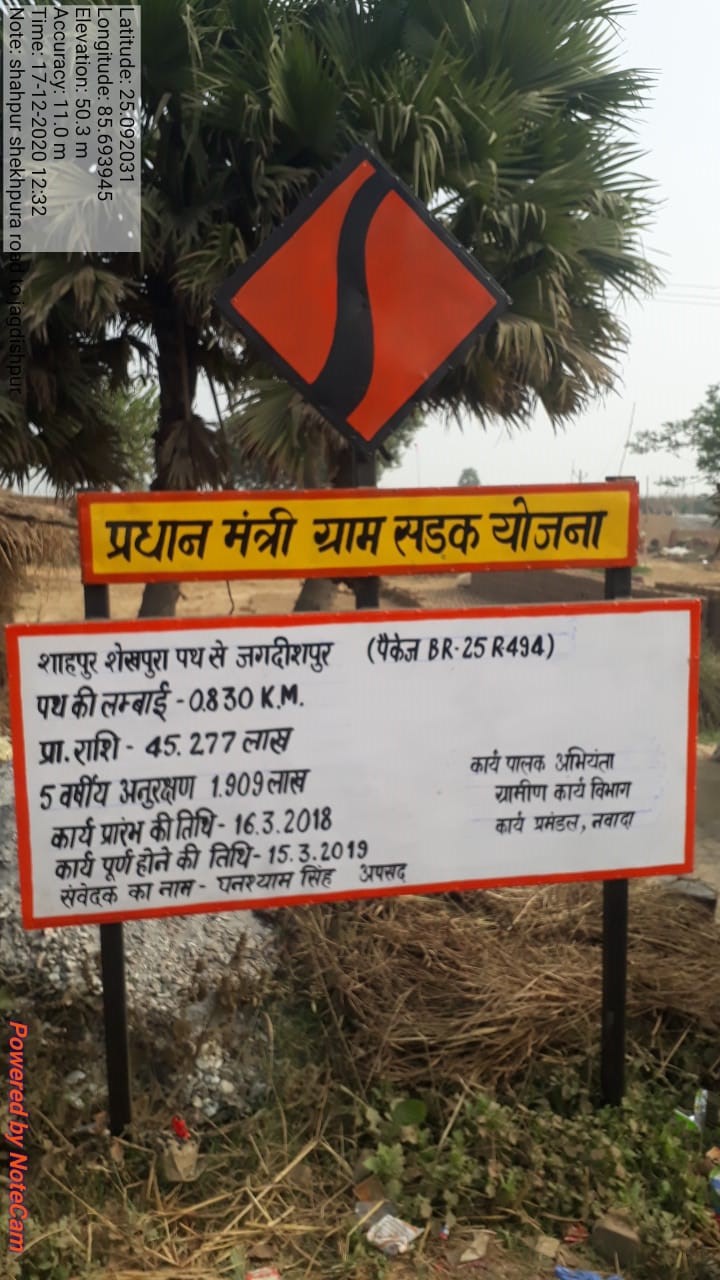 Latitude: 25.092031
Longitude: 85.693945
Elevation: 50.3 m
Accuracy: 11.0 m
Time: 17-12-2020 12:32
Note: shahpur shekhpura road to jagdishpur
प्रधान मंत्री ग्राम सड़क योजना
शाहपुर शेखपुरा पथ से जगदीशपुर (पैकेज BR-25 R494)
पथ की लम्बाई - 0.830 K.M.
प्रा. राशि - 45.277 लाख
5 वर्षीय अनुरक्षण 1.909 लाख
कार्य प्रारंभ की तिथि - 16.3.2018
कार्य पूर्ण होने की तिथि - 15.3.2019
संवेदक का नाम - घनश्याम सिंह अपसद
कार्य पालक अभियंता
ग्रामीण कार्य विभाग
कार्य प्रमंडल, नवादा
Powered by NoteCam